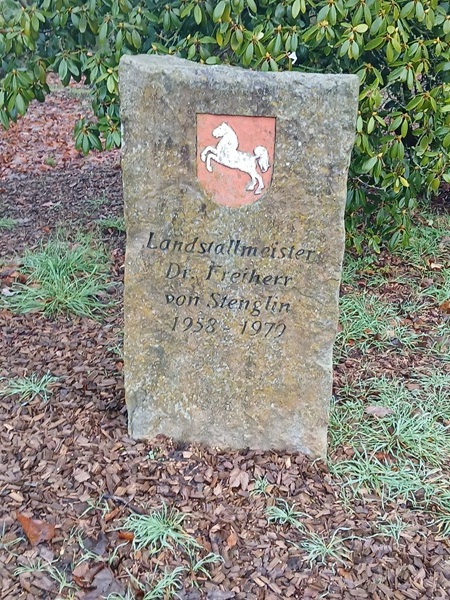 Landstallmeister
Dr. Freiherr
von Stenglin
1958 - 1979